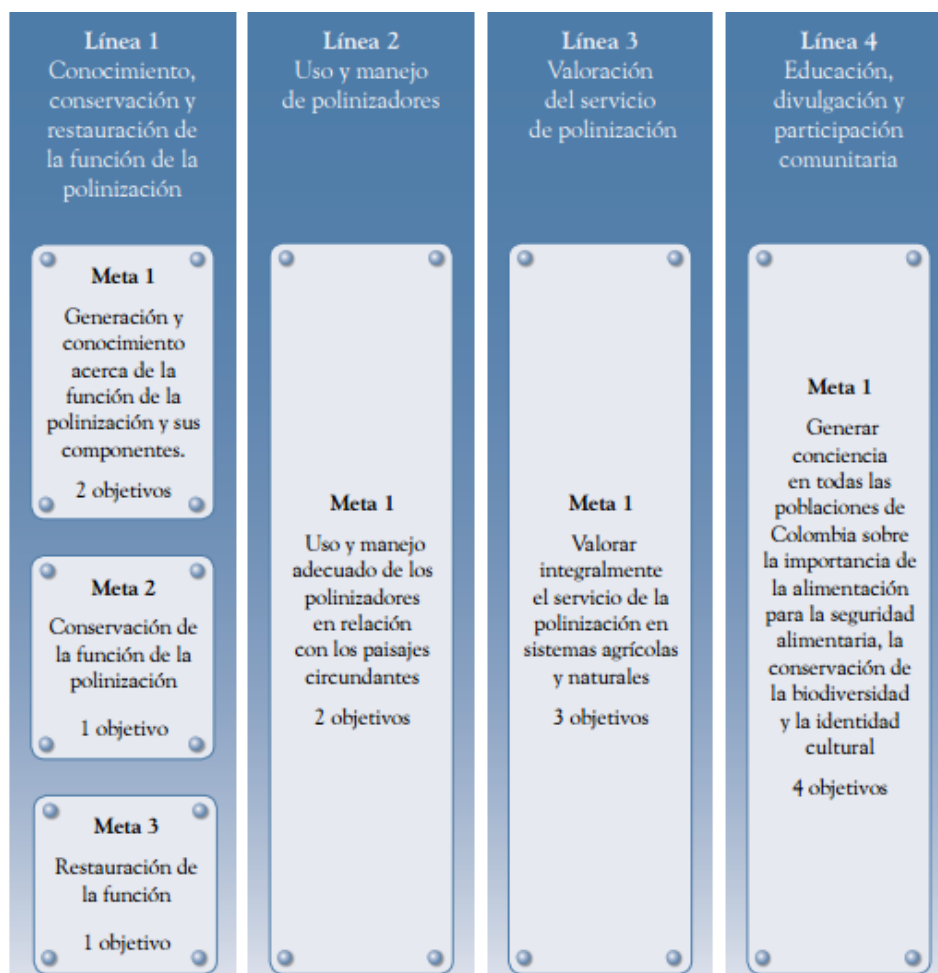 Línea 1
Conocimiento,
conservación y
restauración de
la función de la
polinización
Meta 1
Generación y
conocimiento
acerca de la
función de la
polinización y sus
componentes.
2 objetivos
Meta 2
Conservación de
la función de la
polinización
1 objetivo
Meta 3
Restauración de
la función
1 objetivo
Línea 2
Uso y manejo
de polinizadores
Meta 1
Uso y manejo
adecuado de los
polinizadores
en relación
con los paisajes
circundantes
2 objetivos
Línea 3
Valoración
del servicio
de polinización
Meta 1
Valorar
integralmente
el servicio de la
polinización en
sistemas agrícolas
y naturales
3 objetivos
Línea 4
Educación,
divulgación y
participación
comunitaria
Meta 1
Generar
conciencia
en todas las
poblaciones de
Colombia sobre
la importancia de
la alimentación
para la seguridad
alimentaria, la
conservación de
la biodiversidad
y la identidad
cultural
4 objetivos